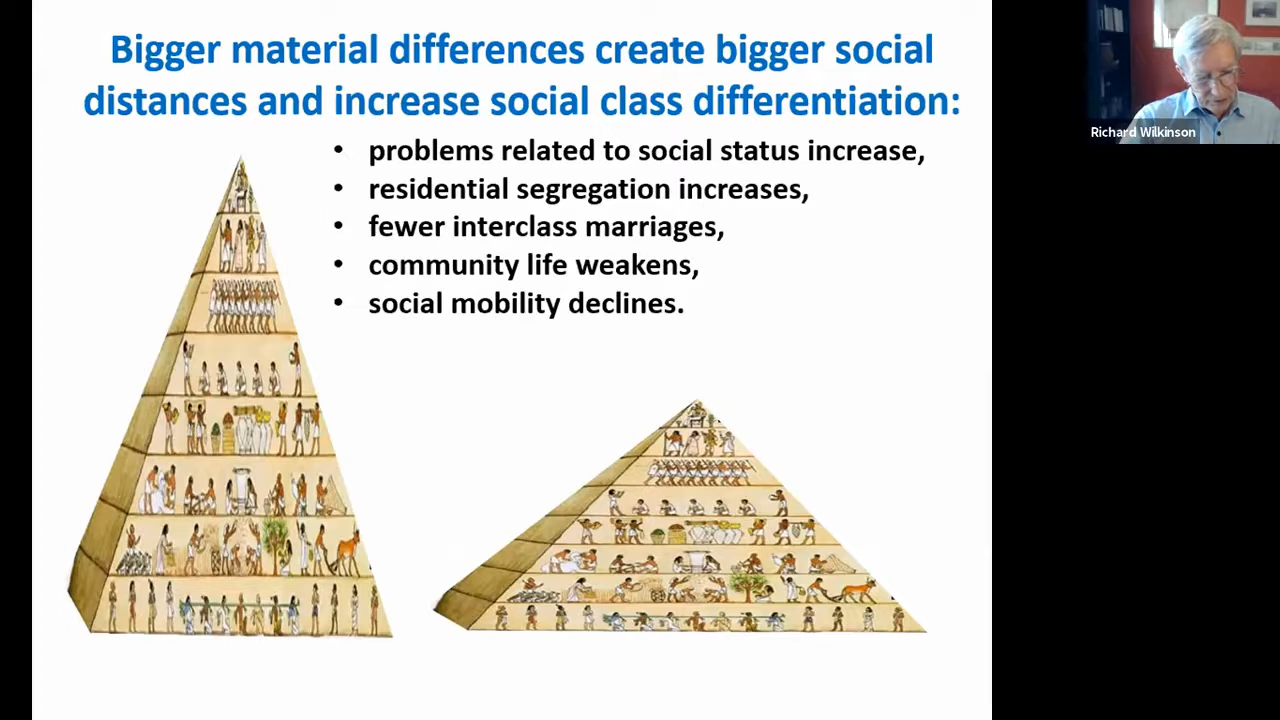 Bigger material differences create bigger social
distances and increase social class differentiation:
• problems related to social status increase,
• residential segregation increases,
• fewer interclass marriages,
• community life weakens,
• social mobility declines.
Richard Wilkinson